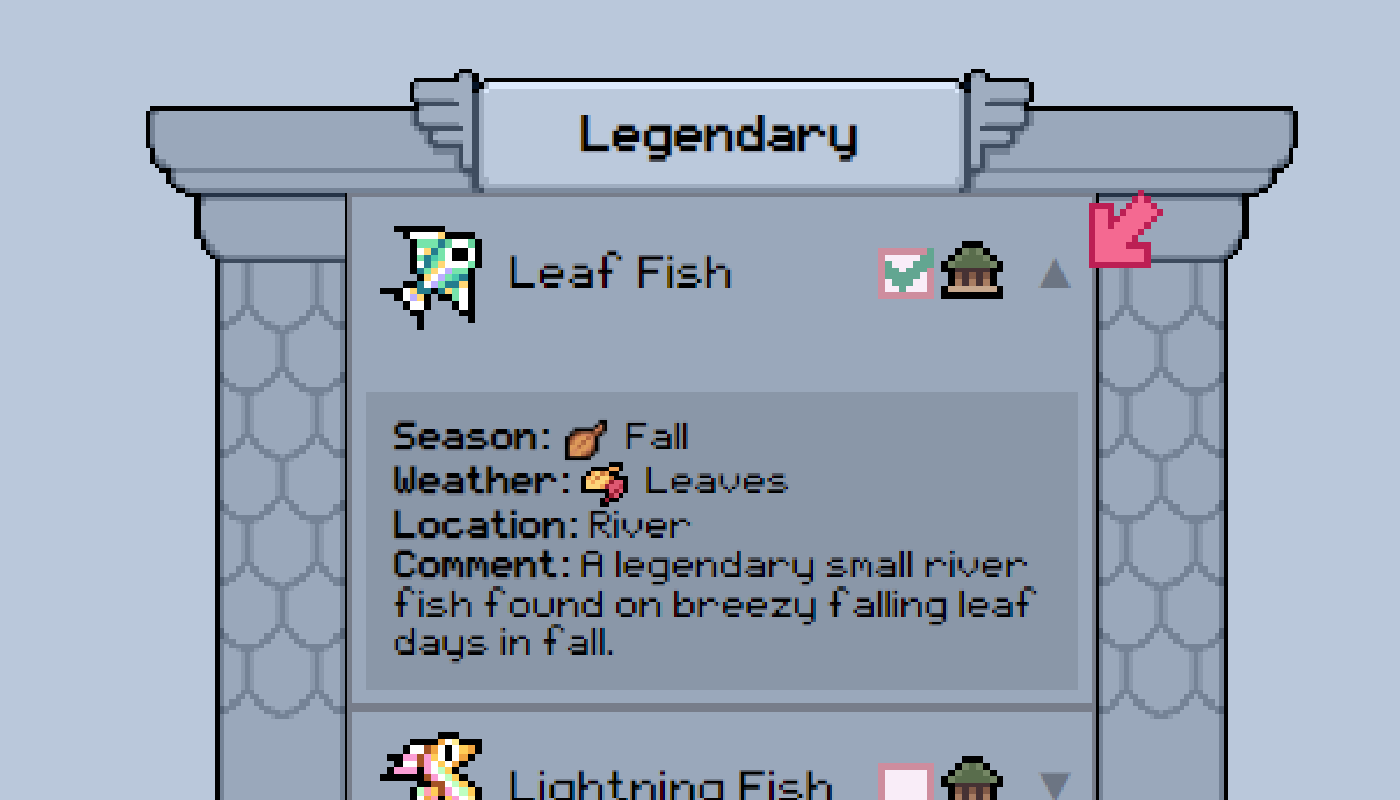 Legendary
Leaf Fish
Season: Fall
Weather: Leaves
Location: River
Comment: A legendary small river
fish found on breezy falling leaf
days in fall.
Lightning Fish